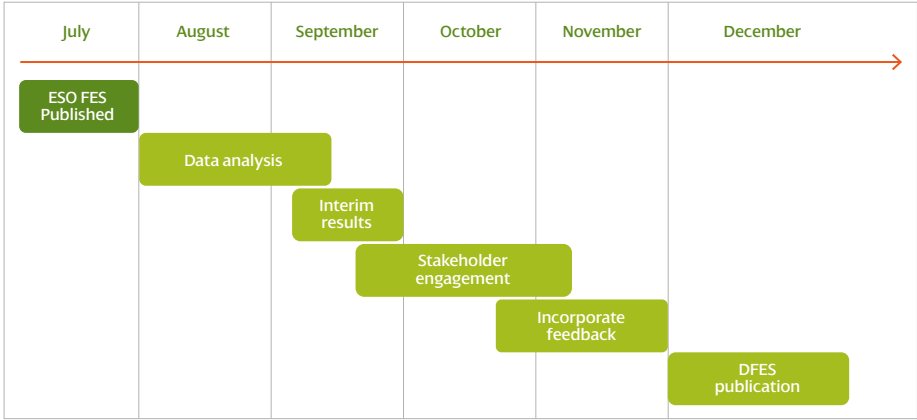 July August September October November December
ESO FES
Published
Data analysis
Interim
results
Stakeholder
engagement
Incorporate
feedback
DFES
publication